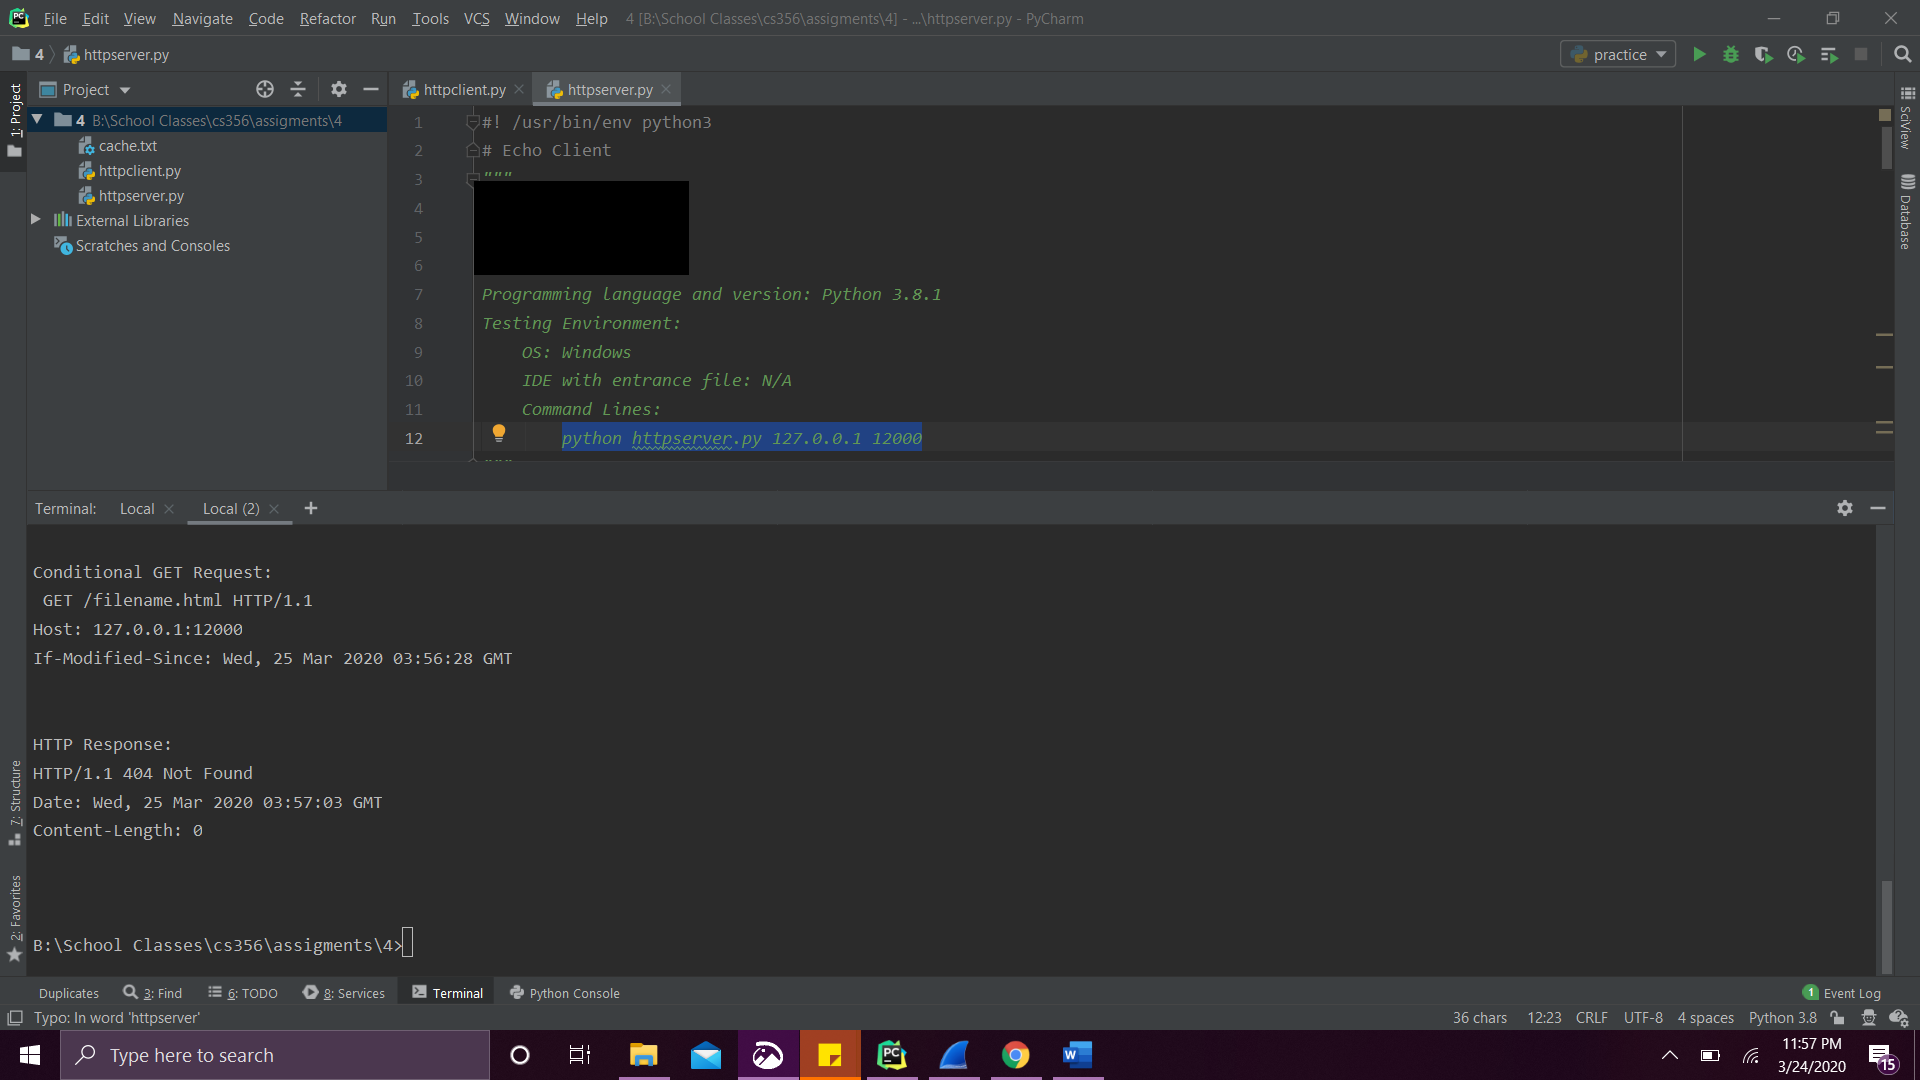 File Edit View Navigate Code Refactor Run Tools VCS Window Help 4 [B:\School Classes\cs356\assigments\4] - ...\httpserver.py - PyCharm
4 httpserver.py practice
Project httpclient.py httpserver.py
1: Project
4 B:\School Classes\cs356\assigments\4
cache.txt
httpclient.py
httpserver.py
External Libraries
Scratches and Consoles
1 #! /usr/bin/env python3
2 # Echo Client
3 """
4
5
6
7 Programming language and version: Python 3.8.1
8 Testing Environment:
9 OS: Windows
10 IDE with entrance file: N/A
11 Command Lines:
12 python httpserver.py 127.0.0.1 12000
"""
SciView
Database
Terminal: Local Local (2) +
Conditional GET Request:
GET /filename.html HTTP/1.1
Host: 127.0.0.1:12000
If-Modified-Since: Wed, 25 Mar 2020 03:56:28 GMT
HTTP Response:
HTTP/1.1 404 Not Found
Date: Wed, 25 Mar 2020 03:57:03 GMT
Content-Length: 0
B:\School Classes\cs356\assigments\4>
7: Structure
2: Favorites
Duplicates 3: Find 6: TODO 8: Services Terminal Python Console 1 Event Log
Typo: In word 'httpserver' 36 chars 12:23 CRLF UTF-8 4 spaces Python 3.8
Type here to search
PC
W
11:57 PM
3/24/2020
15